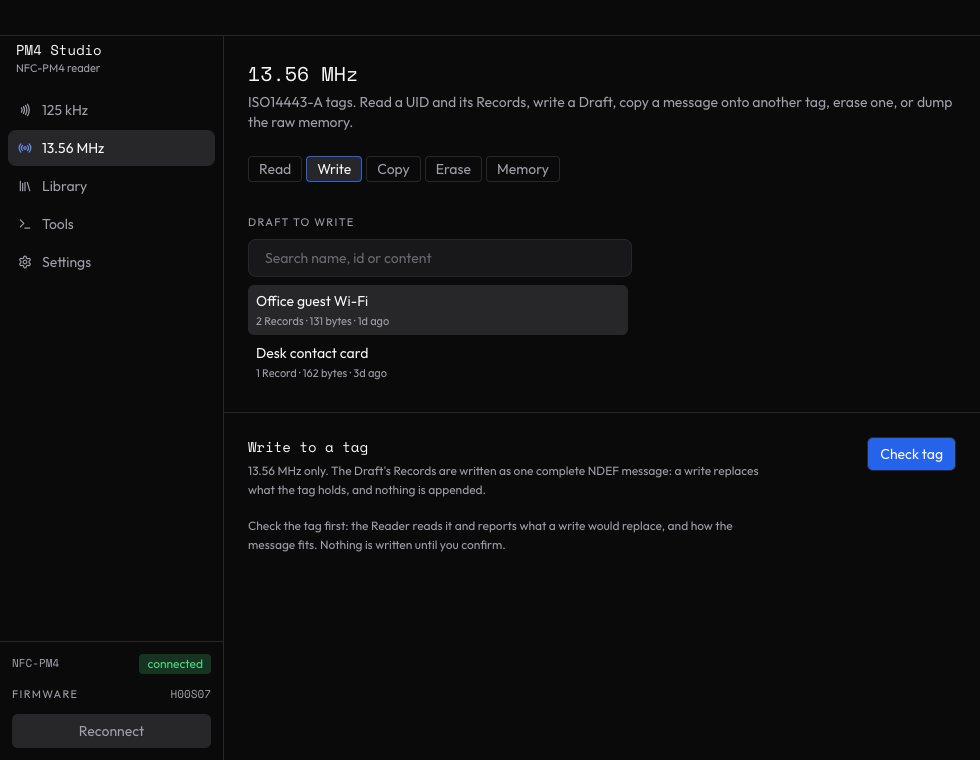 PM4 Studio
NFC-PM4 reader
125 kHz
13.56 MHz
Library
Tools
Settings
NFC-PM4
connected
FIRMWARE
H00S07
Reconnect
13.56 MHz
ISO14443-A tags. Read a UID and its Records, write a Draft, copy a message onto another tag, erase one, or dump
the raw memory.
Read
Write
Copy
Erase
Memory
DRAFT TO WRITE
Search name, id or content
Office guest Wi-Fi
2 Records · 131 bytes · 1d ago
Desk contact card
1 Record · 162 bytes · 3d ago
Write to a tag
13.56 MHz only. The Draft's Records are written as one complete NDEF message: a write replaces
what the tag holds, and nothing is appended.
Check the tag first: the Reader reads it and reports what a write would replace, and how the
message fits. Nothing is written until you confirm.
Check tag